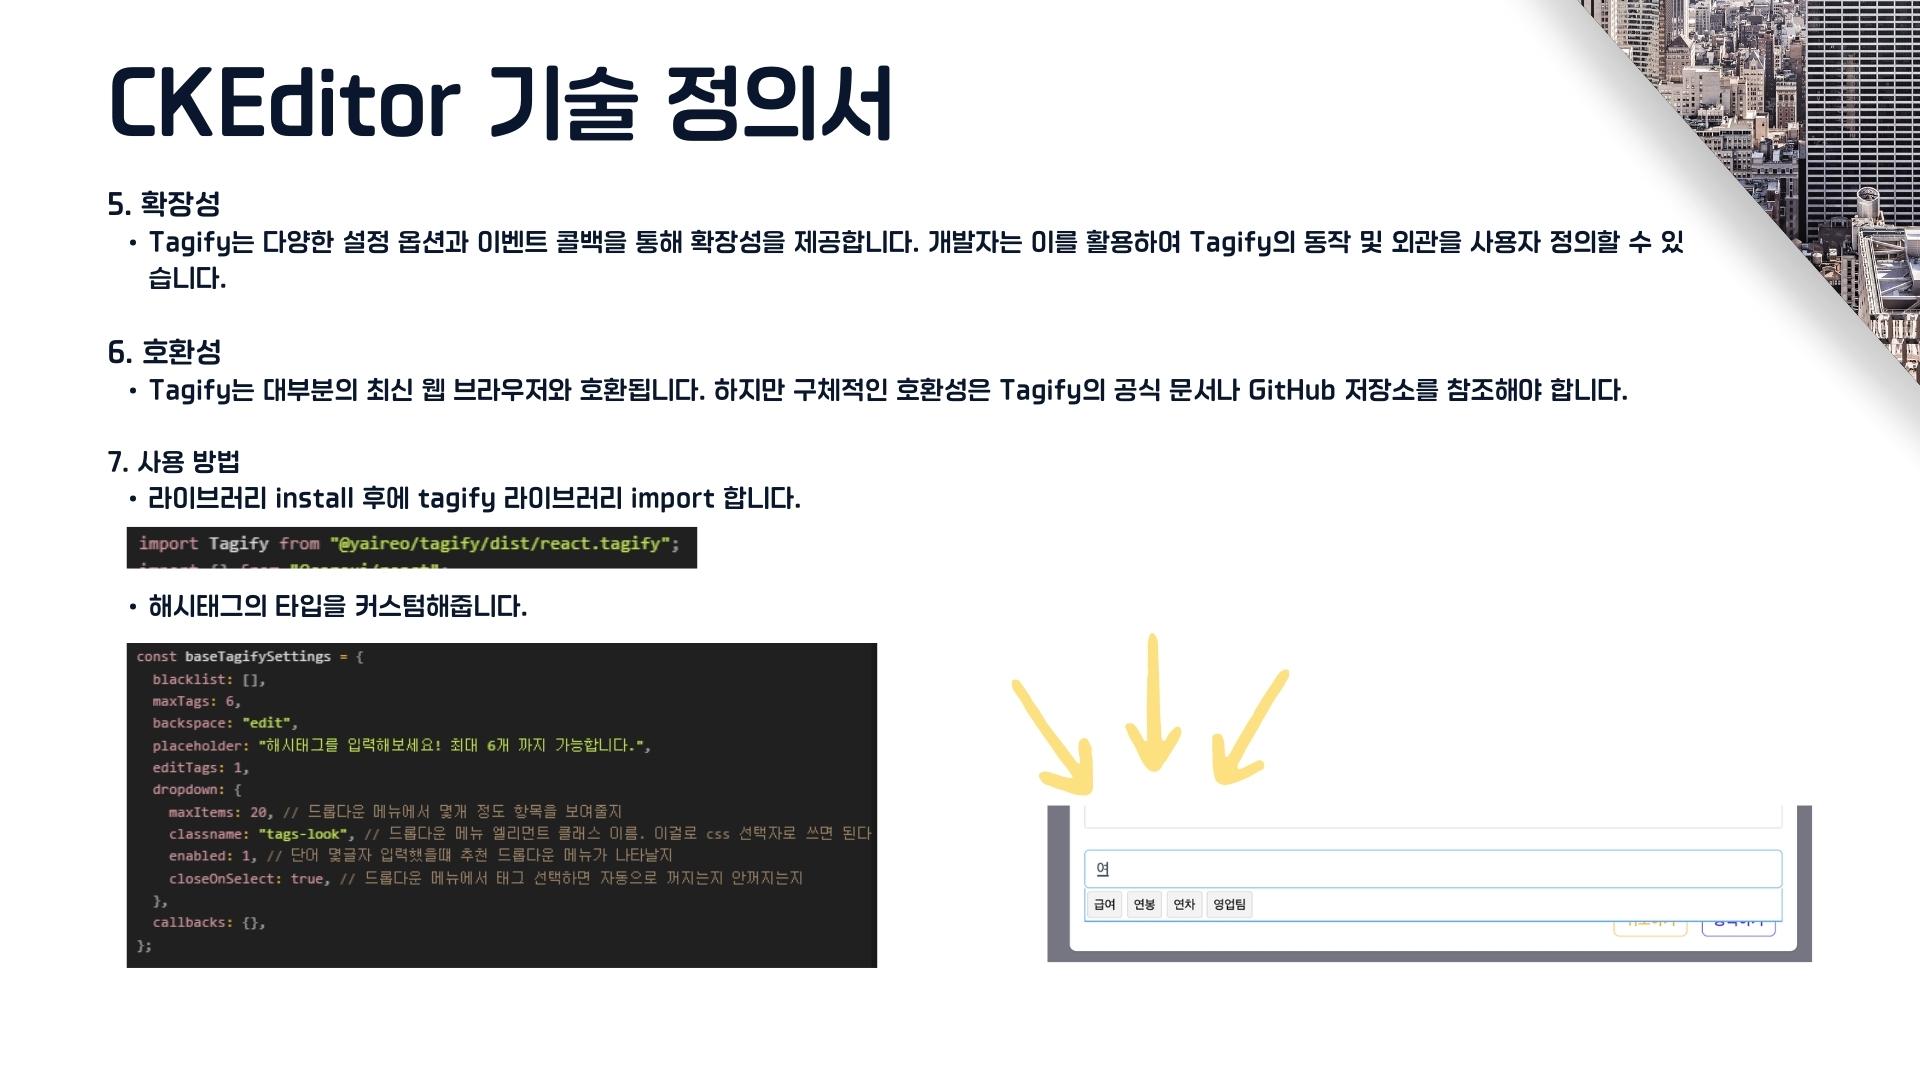 CKEditor 기술 정의서
5. 확장성
• Tagify는 다양한 설정 옵션과 이벤트 콜백을 통해 확장성을 제공합니다. 개발자는 이를 활용하여 Tagify의 동작 및 외관을 사용자 정의할 수 있
습니다.
6. 호환성
• Tagify는 대부분의 최신 웹 브라우저와 호환됩니다. 하지만 구체적인 호환성은 Tagify의 공식 문서나 GitHub 저장소를 참조해야 합니다.
7. 사용 방법
• 라이브러리 install 후에 tagify 라이브러리 import 합니다.
import Tagify from "@yaireo/tagify/dist/react.tagify";
• 해시태그의 타입을 커스텀해줍니다.
const baseTagifySettings = {
blacklist: [],
maxTags: 6,
backspace: "edit",
placeholder: "해시태그를 입력해보세요! 최대 6개 까지 가능합니다.",
editTags: 1,
dropdown: {
maxItems: 20, // 드롭다운 메뉴에서 몇개 정도 항목을 보여줄지
classname: "tags-look", // 드롭다운 메뉴 엘리먼트 클래스 이름. 이걸로 css 선택자로 쓰면 된다
enabled: 1, // 단어 몇글자 입력했을때 추천 드롭다운 메뉴가 나타날지
closeOnSelect: true, // 드롭다운 메뉴에서 태그 선택하면 자동으로 꺼지는지 안꺼지는지
},
callbacks: {},
};
여
급여 연봉 연차 영업팀